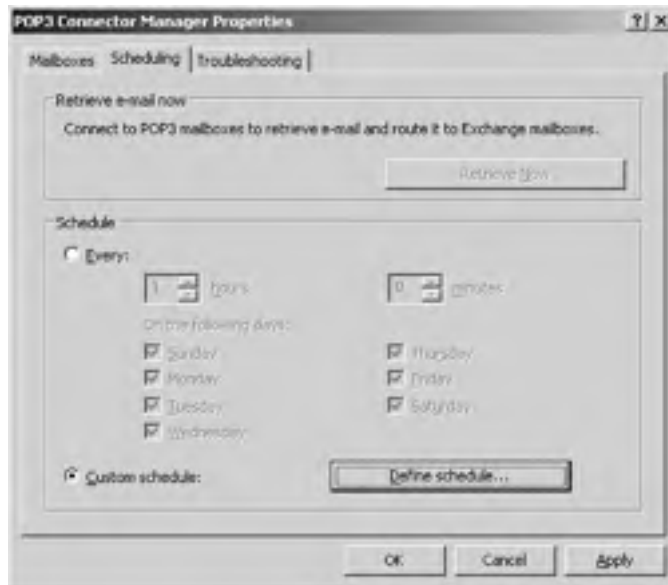 POP3 Connector Manager Properties
Mailboxes Scheduling Troubleshooting
Retrieve e-mail now
Connect to POP3 mailboxes to retrieve e-mail and route it to Exchange mailboxes.
Retrieve Now
Schedule
Every:
1 hours 0 minutes
On the following days:
Sunday Thursday
Monday Friday
Tuesday Saturday
Wednesday
Custom schedule: Define schedule...
OK Cancel Apply